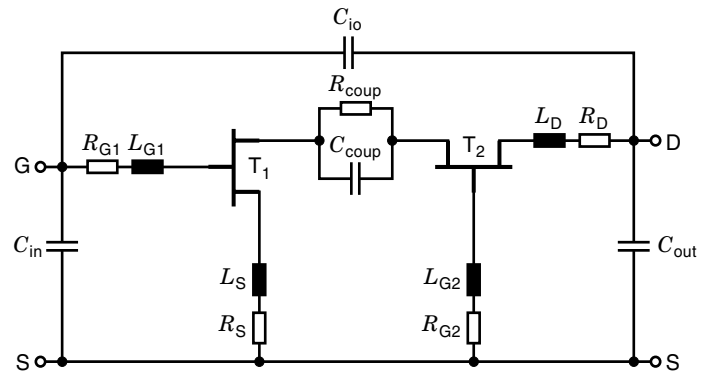 C_io
R_coup
L_D R_D
R_G1 L_G1
C_coup
T_2
G
T_1
D
C_in
C_out
L_S
L_G2
R_S
R_G2
S
S